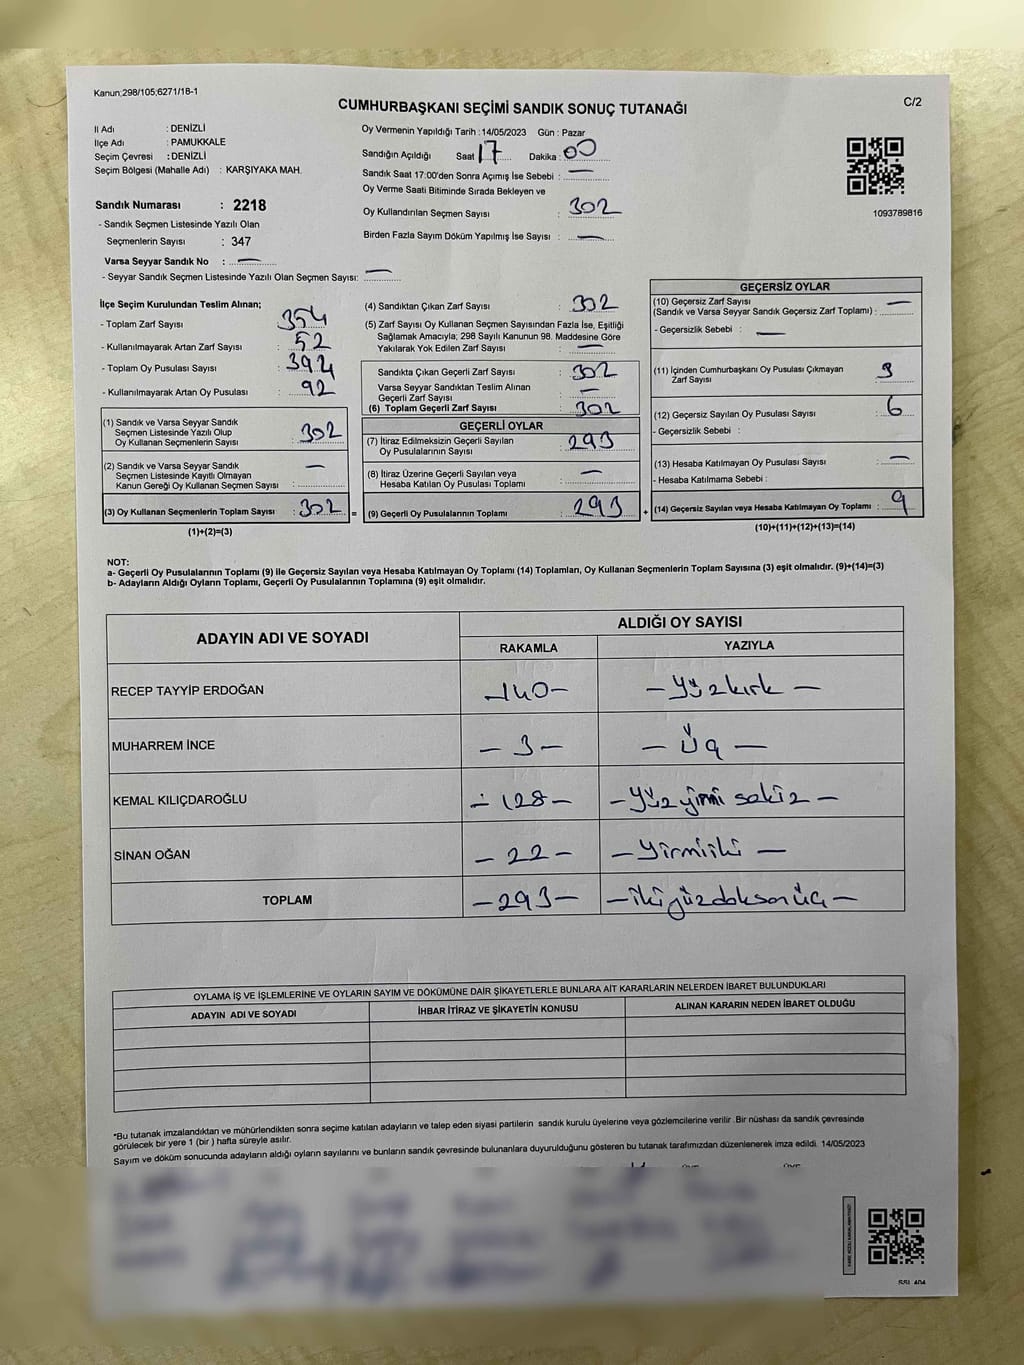 Kanun;298/105;6271/18-1
CUMHURBAŞKANI SEÇİMİ SANDIK SONUÇ TUTANAĞI
C/2
İl Adı : DENİZLİ
İlçe Adı : PAMUKKALE
Seçim Çevresi : DENİZLİ
Seçim Bölgesi (Mahalle Adı) : KARŞIYAKA MAH.
Sandık Numarası : 2218
- Sandık Seçmen Listesinde Yazılı Olan
Seçmenlerin Sayısı : 347
Varsa Seyyar Sandık No : —
- Seyyar Sandık Seçmen Listesinde Yazılı Olan Seçmen Sayısı: —
Oy Vermenin Yapıldığı Tarih : 14/05/2023 Gün : Pazar
Sandığın Açıldığı Saat 17 Dakika : 00
Sandık Saat 17:00'den Sonra Açımış İse Sebebi : —
Oy Verme Saati Bitiminde Sırada Bekleyen ve
Oy Kullandırılan Seçmen Sayısı : 302
Birden Fazla Sayım Döküm Yapılmış İse Sayısı : —
1093789816
İlçe Seçim Kurulundan Teslim Alınan;
- Toplam Zarf Sayısı : 354
- Kullanılmayarak Artan Zarf Sayısı : 52
- Toplam Oy Pusulası Sayısı : 394
- Kullanılmayarak Artan Oy Pusulası : 92
(1) Sandık ve Varsa Seyyar Sandık
Seçmen Listesinde Yazılı Olup
Oy Kullanan Seçmenlerin Sayısı : 302
(2) Sandık ve Varsa Seyyar Sandık
Seçmen Listesinde Kayıtlı Olmayan
Kanun Gereği Oy Kullanan Seçmen Sayısı : —
(3) Oy Kullanan Seçmenlerin Toplam Sayısı : 302
(1)+(2)=(3)
(4) Sandıktan Çıkan Zarf Sayısı : 302
(5) Zarf Sayısı Oy Kullanan Seçmen Sayısından Fazla İse, Eşitliği
Sağlamak Amacıyla; 298 Sayılı Kanunun 98. Maddesine Göre
Yakılarak Yok Edilen Zarf Sayısı : —
Sandıkta Çıkan Geçerli Zarf Sayısı : 302
Varsa Seyyar Sandıktan Teslim Alınan
Geçerli Zarf Sayısı : —
(6) Toplam Geçerli Zarf Sayısı : 302
GEÇERLİ OYLAR
(7) İtiraz Edilmeksizin Geçerli Sayılan
Oy Pusulalarının Sayısı : 293
(8) İtiraz Üzerine Geçerli Sayılan veya
Hesaba Katılan Oy Pusulası Toplamı : —
= (9) Geçerli Oy Pusulalarının Toplamı : 293
GEÇERSİZ OYLAR
(10) Geçersiz Zarf Sayısı
(Sandık ve Varsa Seyyar Sandık Geçersiz Zarf Toplamı) : —
- Geçersizlik Sebebi : —
(11) İçinden Cumhurbaşkanı Oy Pusulası Çıkmayan
Zarf Sayısı : 3
(12) Geçersiz Sayılan Oy Pusulası Sayısı : 6
- Geçersizlik Sebebi :
(13) Hesaba Katılmayan Oy Pusulası Sayısı : —
- Hesaba Katılmama Sebebi :
+ (14) Geçersiz Sayılan veya Hesaba Katılmayan Oy Toplamı : 9
(10)+(11)+(12)+(13)=(14)
NOT:
a- Geçerli Oy Pusulalarının Toplamı (9) ile Geçersiz Sayılan veya Hesaba Katılmayan Oy Toplamı (14) Toplamları, Oy Kullanan Seçmenlerin Toplam Sayısına (3) eşit olmalıdır. (9)+(14)=(3)
b- Adayların Aldığı Oyların Toplamı, Geçerli Oy Pusulalarının Toplamına (9) eşit olmalıdır.
ADAYIN ADI VE SOYADI
ALDIĞI OY SAYISI
RAKAMLA YAZIYLA
RECEP TAYYİP ERDOĞAN -140- - Yüzkırk -
MUHARREM İNCE - 3 - - Üç -
KEMAL KILIÇDAROĞLU - 128 - - Yüz yirmi sekiz -
SİNAN OĞAN - 22 - - Yirmiiki -
TOPLAM - 293 - - ikiyüzdoksanüç -
OYLAMA İŞ VE İŞLEMLERİNE VE OYLARIN SAYIM VE DÖKÜMÜNE DAİR ŞİKAYETLERLE BUNLARA AİT KARARLARIN NELERDEN İBARET BULUNDUKLARI
ADAYIN ADI VE SOYADI İHBAR İTİRAZ VE ŞİKAYETİN KONUSU ALINAN KARARIN NEDEN İBARET OLDUĞU
*Bu tutanak imzalandıktan ve mühürlendikten sonra seçime katılan adayların ve talep eden siyasi partilerin sandık kurulu üyelerine veya gözlemcilerine verilir .Bir nüshası da sandık çevresinde
görülecek bir yere 1 (bir ) hafta süreyle asılır.
Sayım ve döküm sonucunda adayların aldığı oyların sayılarını ve bunların sandık çevresinde bulunanlara duyurulduğunu gösteren bu tutanak tarafımızdan düzenlenerek imza edildi. 14/05/2023